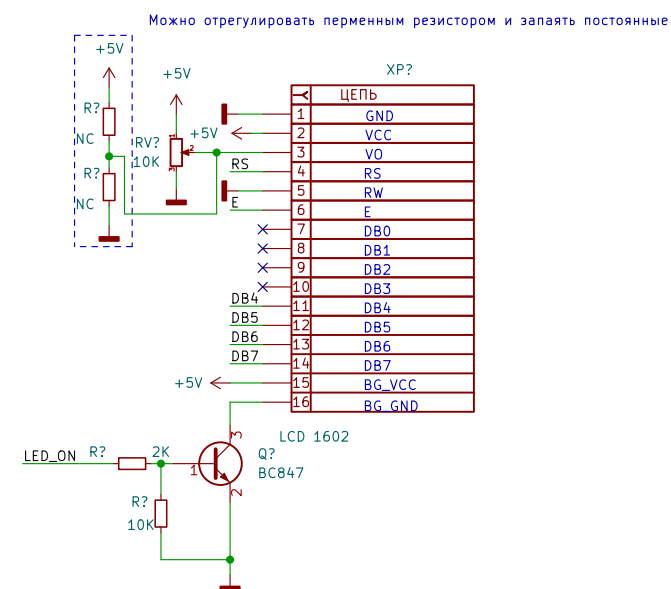 Можно отрегулировать перменным резистором и запаять постоянные
+5V
R?
NC
R?
NC
+5V
RV?
10K
1
2
3
+5V
RS
E
XP?
ЦЕПЬ
1 GND
2 VCC
3 VO
4 RS
5 RW
6 E
7 DB0
8 DB1
9 DB2
10 DB3
DB4 11 DB4
DB5 12 DB5
DB6 13 DB6
DB7 14 DB7
+5V 15 BG_VCC
16 BG_GND
LCD 1602
LED_ON
R?
2K
R?
10K
1
3
2
Q?
BC847